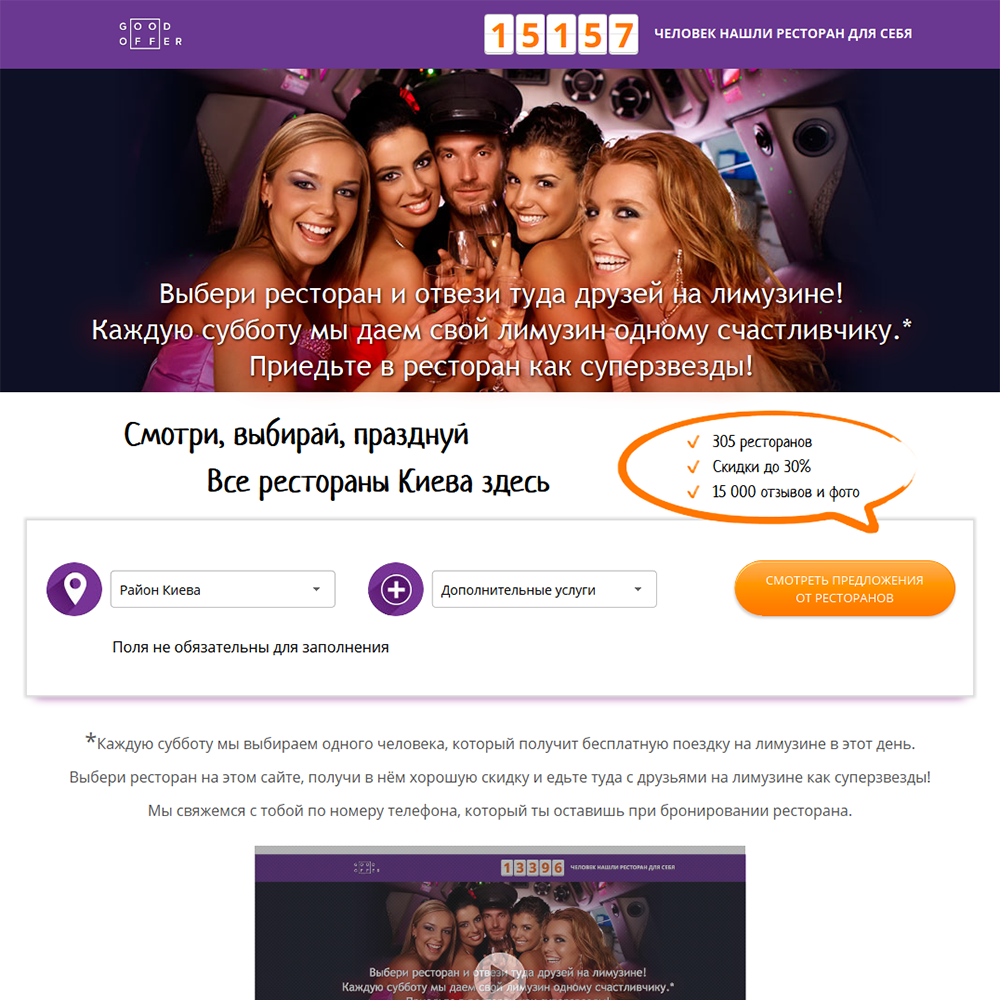 GOOD
OFFER
15157 ЧЕЛОВЕК НАШЛИ РЕСТОРАН ДЛЯ СЕБЯ
Выбери ресторан и отвези туда друзей на лимузине!
Каждую субботу мы даем свой лимузин одному счастливчику.*
Приедьте в ресторан как суперзвезды!
Смотри, выбирай, празднуй
Все рестораны Киева здесь
305 ресторанов
Скидки до 30%
15 000 отзывов и фото
Район Киева
Дополнительные услуги
СМОТРЕТЬ ПРЕДЛОЖЕНИЯ
ОТ РЕСТОРАНОВ
Поля не обязательны для заполнения
*Каждую субботу мы выбираем одного человека, который получит бесплатную поездку на лимузине в этот день.
Выбери ресторан на этом сайте, получи в нём хорошую скидку и едьте туда с друзьями на лимузине как суперзвезды!
Мы свяжемся с тобой по номеру телефона, который ты оставишь при бронировании ресторана.
GOOD
OFFER
13396 ЧЕЛОВЕК НАШЛИ РЕСТОРАН ДЛЯ СЕБЯ
Выбери ресторан и отвези туда друзей на лимузине!
Каждую субботу мы даем свой лимузин одному счастливчику.*